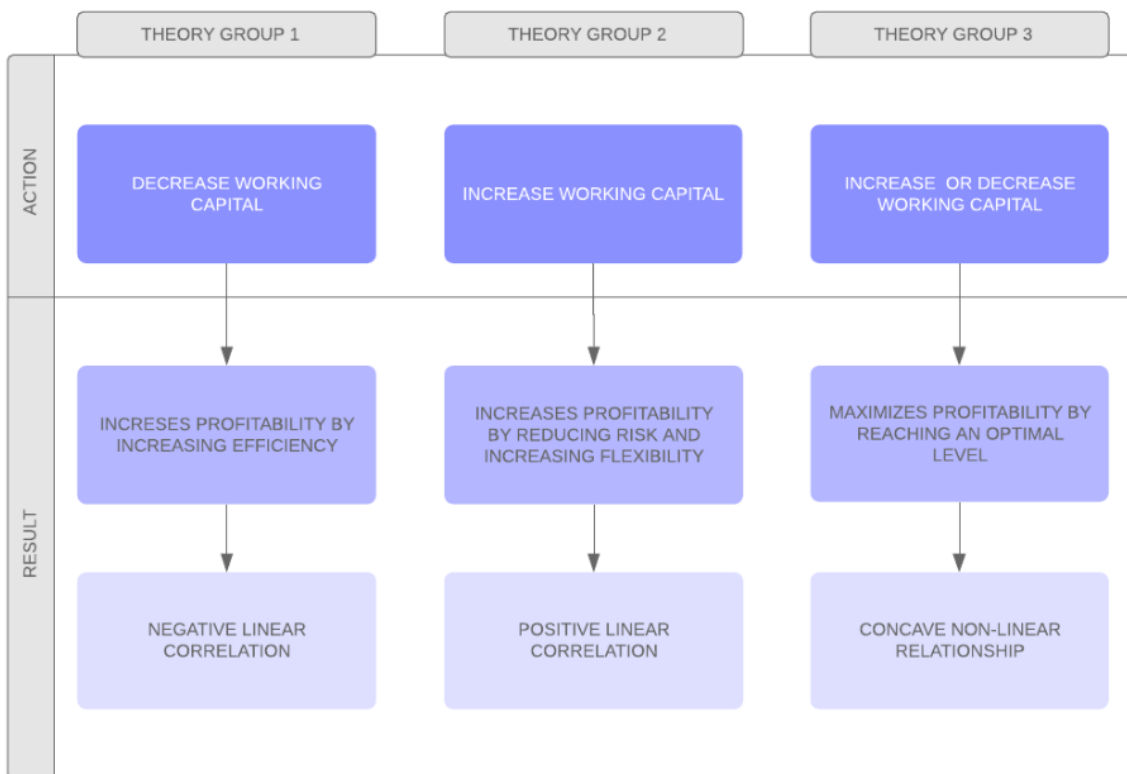 THEORY GROUP 1
THEORY GROUP 2
THEORY GROUP 3
ACTION
DECREASE WORKING
CAPITAL
INCREASE WORKING CAPITAL
INCREASE OR DECREASE
WORKING CAPITAL
RESULT
INCRESES PROFITABILITY BY
INCREASING EFFICIENCY
INCREASES PROFITABILITY
BY REDUCING RISK AND
INCREASING FLEXIBILITY
MAXIMIZES PROFITABILITY BY
REACHING AN OPTIMAL
LEVEL
NEGATIVE LINEAR
CORRELATION
POSITIVE LINEAR
CORRELATION
CONCAVE NON-LINEAR
RELATIONSHIP